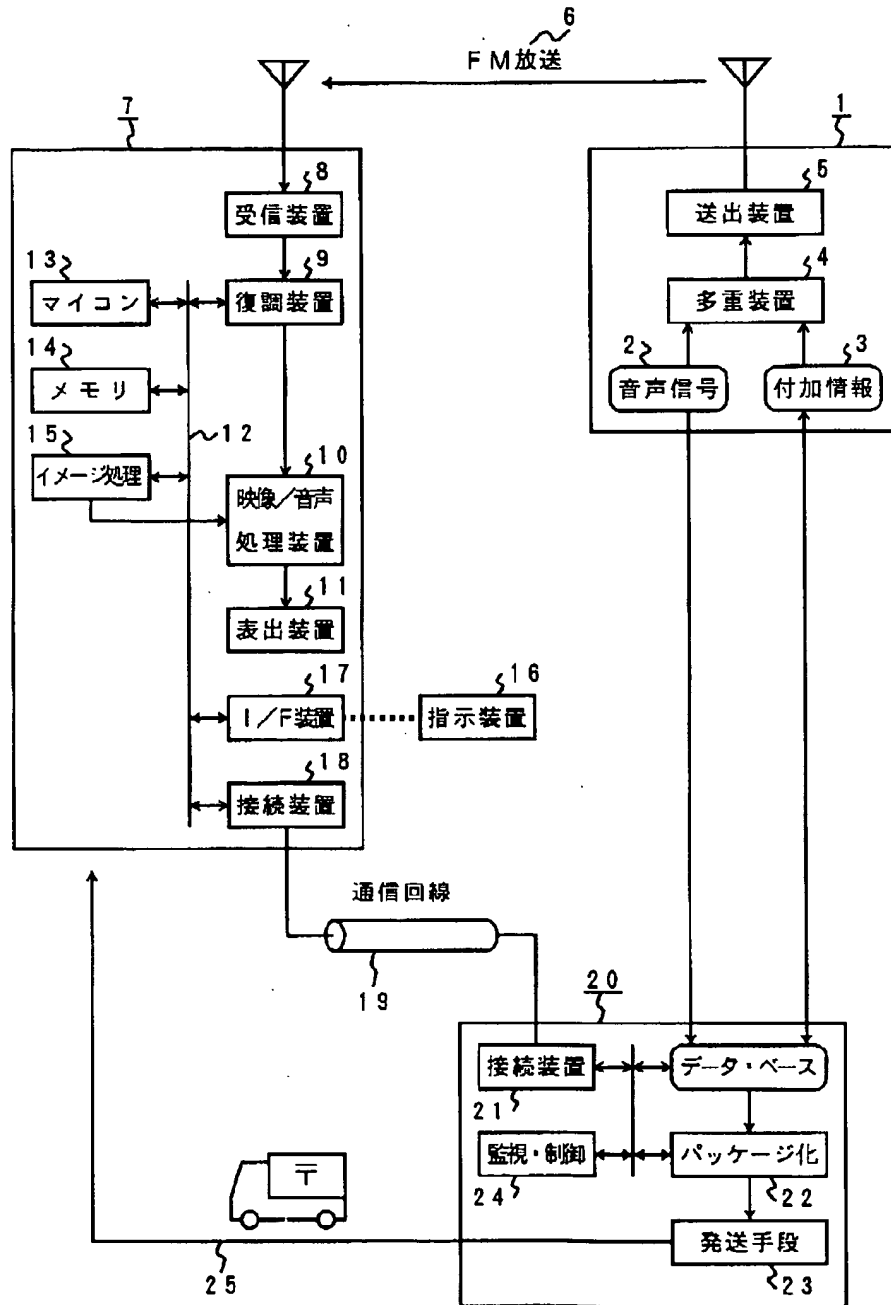 6
FM放送
7
1
8
受信装置
5
送出装置
13
マイコン
9
復調装置
4
多重装置
14
メモリ
2
音声信号
3
付加情報
12
15
イメージ処理
10
映像/音声
処理装置
11
表出装置
17
I/F装置
16
指示装置
18
接続装置
通信回線
19
20
接続装置
21
データ・ベース
監視・制御
24
パッケージ化
22
〒
発送手段
23
25